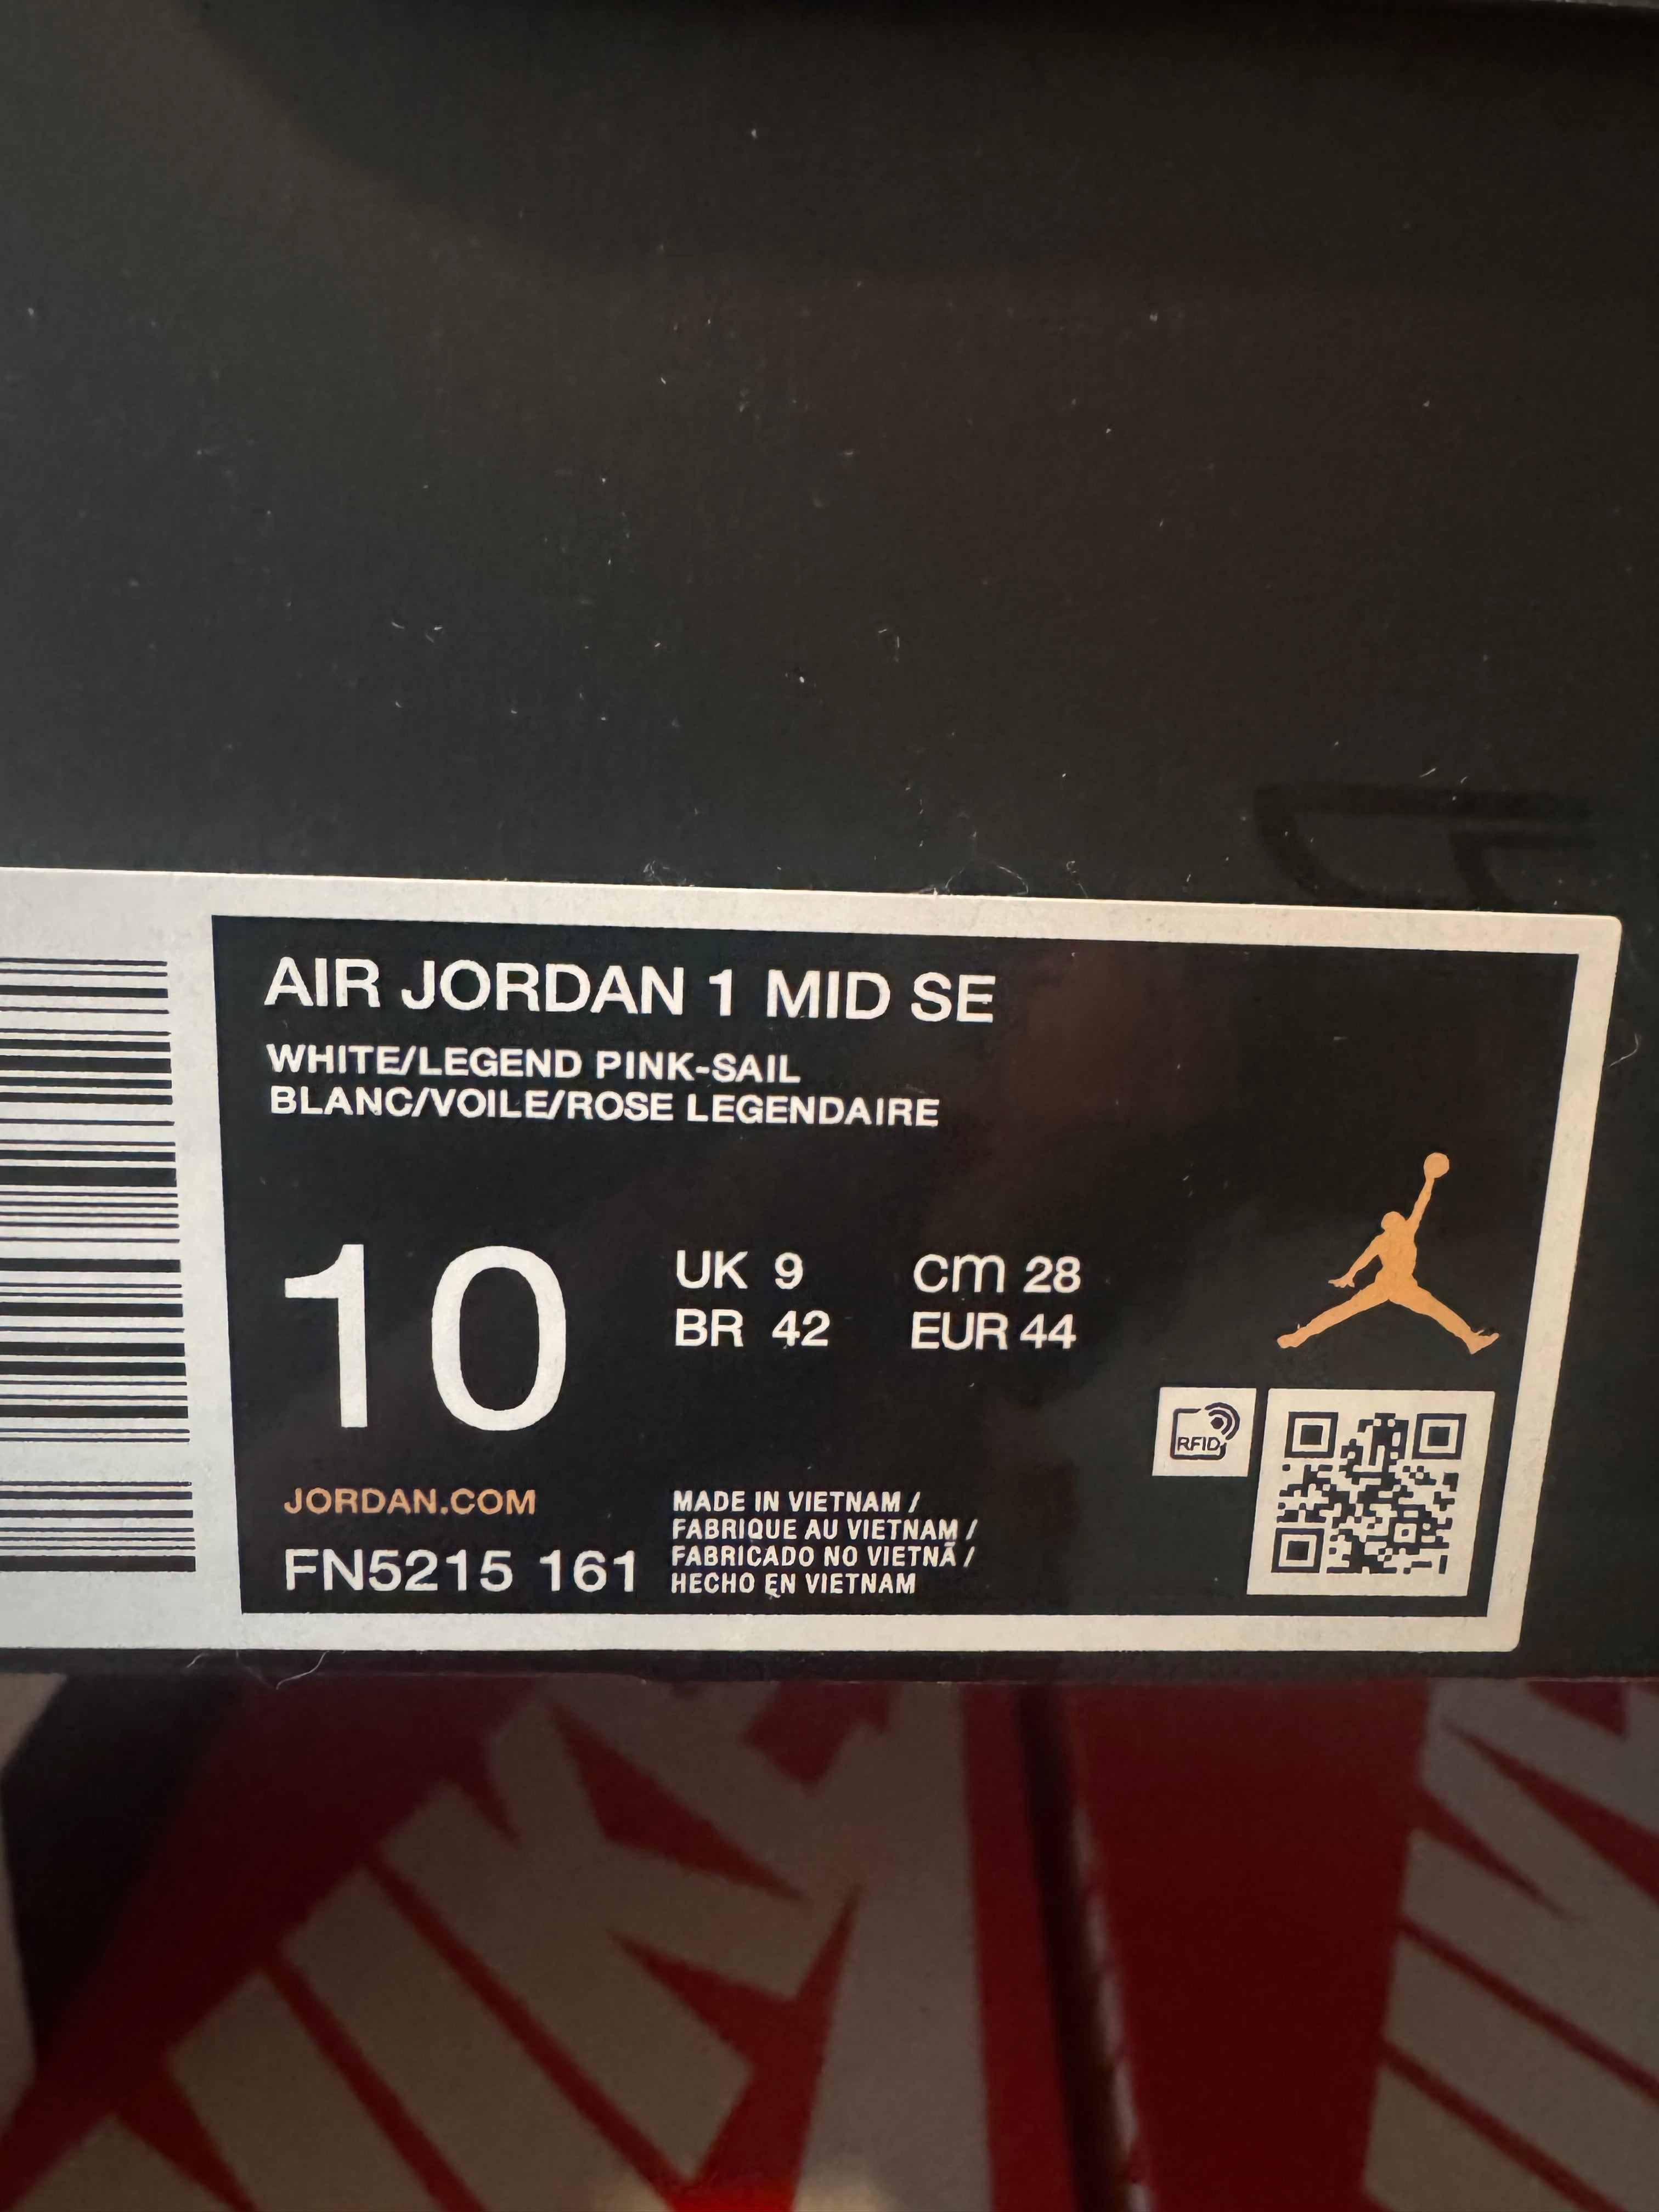 AIR JORDAN 1 MID SE
WHITE/LEGEND PINK-SAIL
BLANC/VOILE/ROSE LEGENDAIRE
10
UK 9 cm 28
BR 42 EUR 44
RFID
JORDAN.COM
FN5215 161
MADE IN VIETNAM /
FABRIQUE AU VIETNAM /
FABRICADO NO VIETNÃ /
HECHO EN VIETNAM